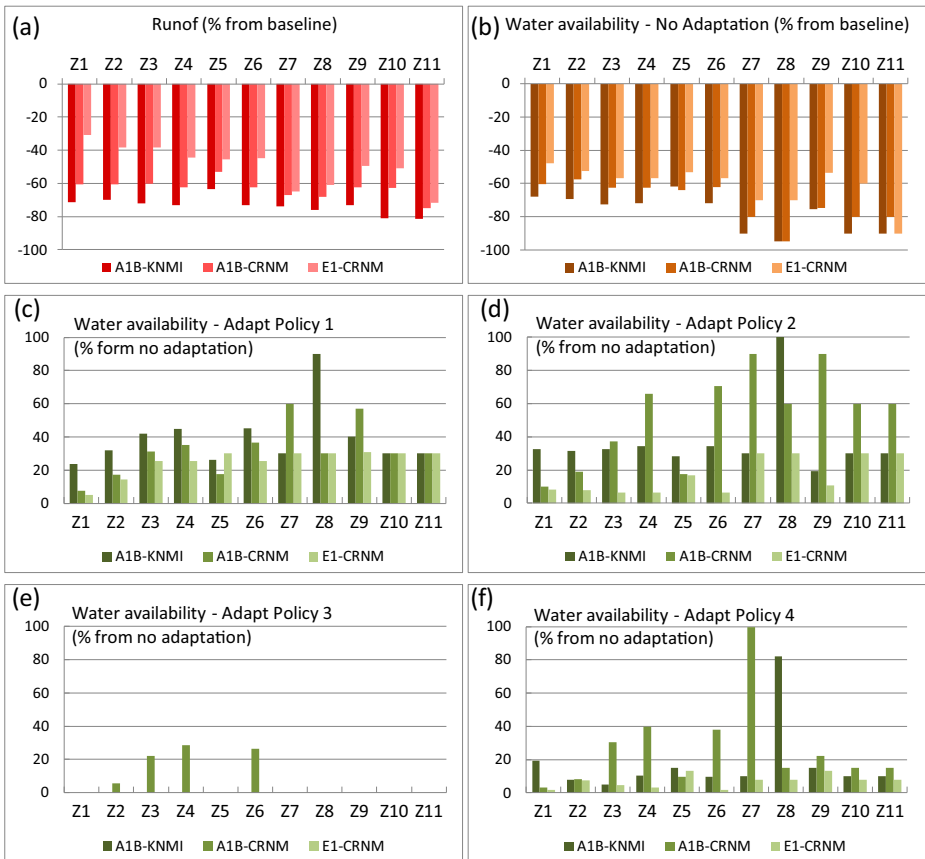 (a) Runof (% from baseline)
Z1 Z2 Z3 Z4 Z5 Z6 Z7 Z8 Z9 Z10 Z11
0
-20
-40
-60
-80
-100
A1B-KNMI A1B-CRNM E1-CRNM
(b) Water availability - No Adaptation (% from baseline)
Z1 Z2 Z3 Z4 Z5 Z6 Z7 Z8 Z9 Z10 Z11
0
-20
-40
-60
-80
-100
A1B-KNMI A1B-CRNM E1-CRNM
(c) Water availability - Adapt Policy 1
(% form no adaptation)
100
80
60
40
20
0
Z1 Z2 Z3 Z4 Z5 Z6 Z7 Z8 Z9 Z10 Z11
A1B-KNMI A1B-CRNM E1-CRNM
(d) Water availability - Adapt Policy 2
(% from no adaptation)
100
80
60
40
20
0
Z1 Z2 Z3 Z4 Z5 Z6 Z7 Z8 Z9 Z10 Z11
A1B-KNMI A1B-CRNM E1-CRNM
(e) Water availability - Adapt Policy 3
(% from no adaptation)
100
80
60
40
20
0
Z1 Z2 Z3 Z4 Z5 Z6 Z7 Z8 Z9 Z10 Z11
A1B-KNMI A1B-CRNM E1-CRNM
(f) Water availability - Adapt Policy 4
(% from no adaptation)
100
80
60
40
20
0
Z1 Z2 Z3 Z4 Z5 Z6 Z7 Z8 Z9 Z10 Z11
A1B-KNMI A1B-CRNM E1-CRNM